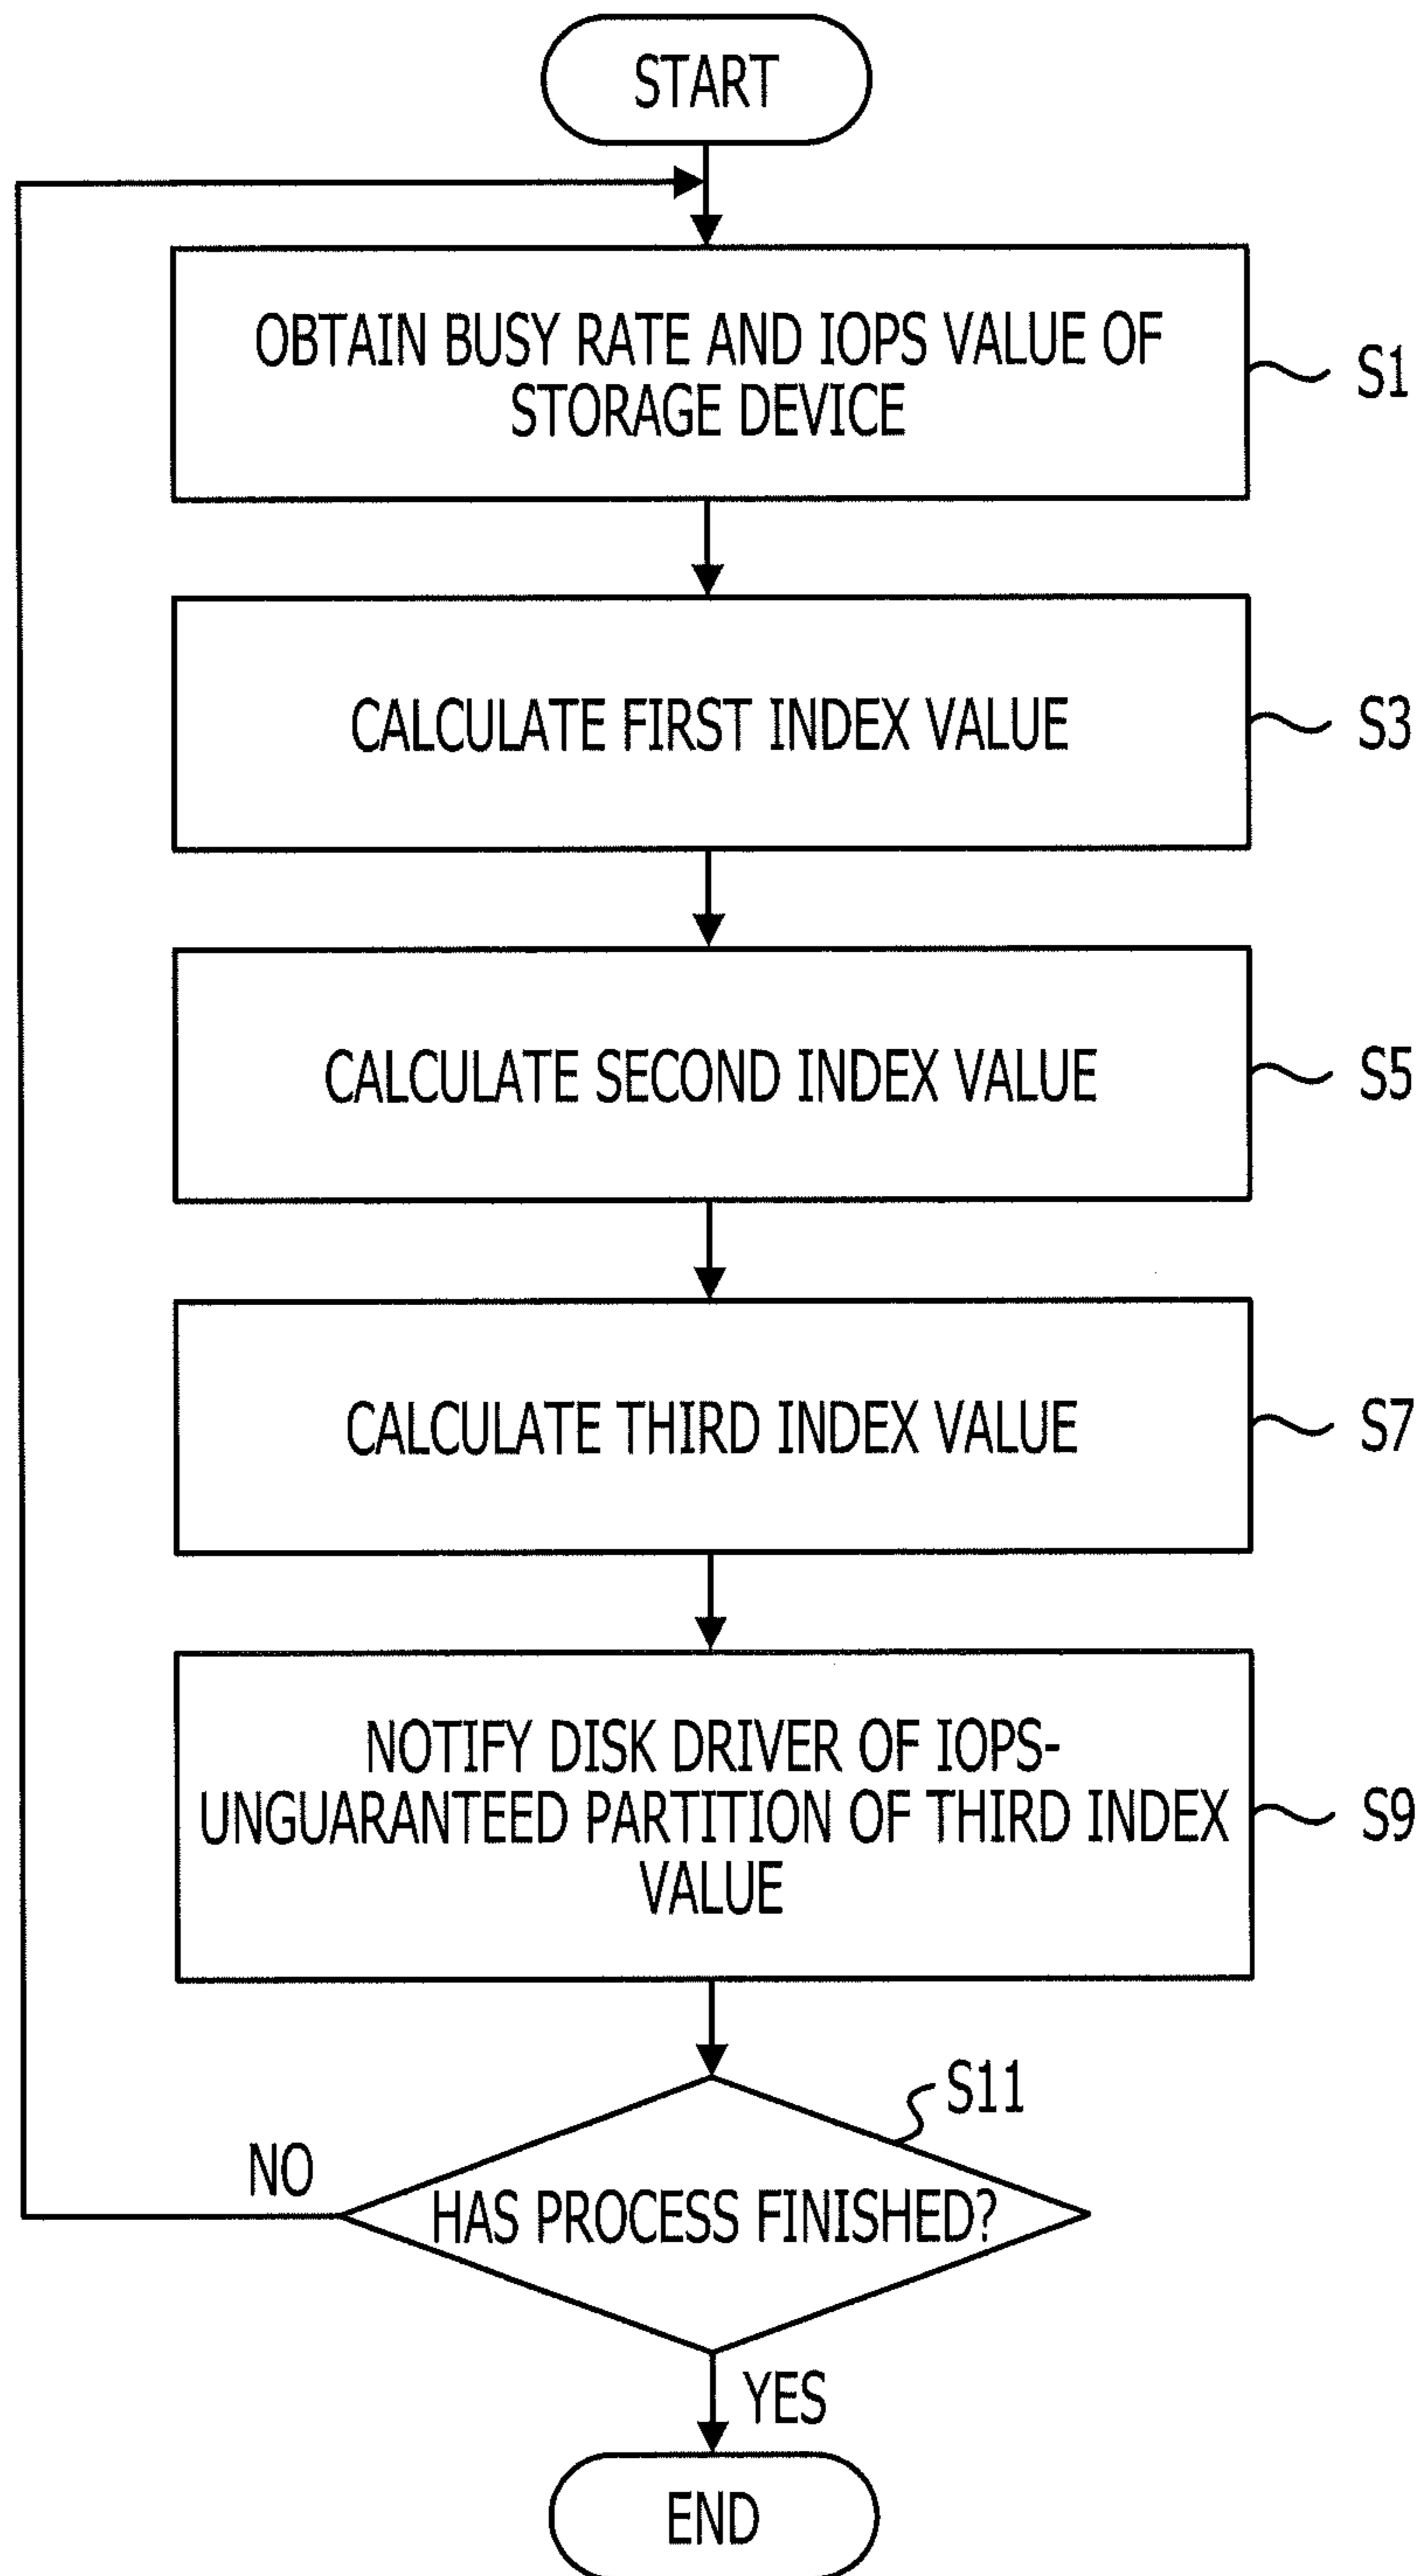 START
OBTAIN BUSY RATE AND IOPS VALUE OF
STORAGE DEVICE
S1
CALCULATE FIRST INDEX VALUE
S3
CALCULATE SECOND INDEX VALUE
S5
CALCULATE THIRD INDEX VALUE
S7
NOTIFY DISK DRIVER OF IOPS-
UNGUARANTEED PARTITION OF THIRD INDEX
VALUE
S9
S11
NO
HAS PROCESS FINISHED?
YES
END